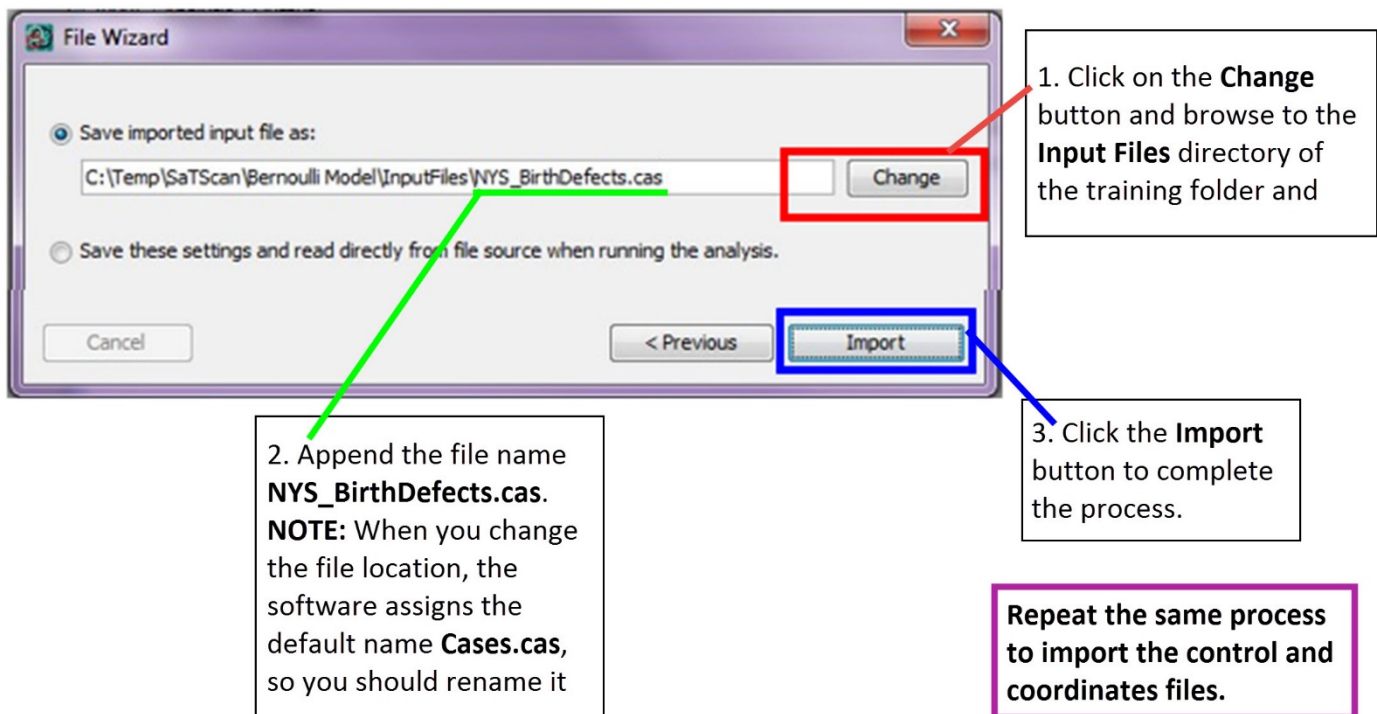 File Wizard
Save imported input file as:
C:\Temp\SaTScan\Bernoulli Model\InputFiles\NYS_BirthDefects.cas
Change
Save these settings and read directly from file source when running the analysis.
Cancel
< Previous
Import
1. Click on the Change
button and browse to the
Input Files directory of
the training folder and
2. Append the file name
NYS_BirthDefects.cas.
NOTE: When you change
the file location, the
software assigns the
default name Cases.cas,
so you should rename it
3. Click the Import
button to complete
the process.
Repeat the same process
to import the control and
coordinates files.